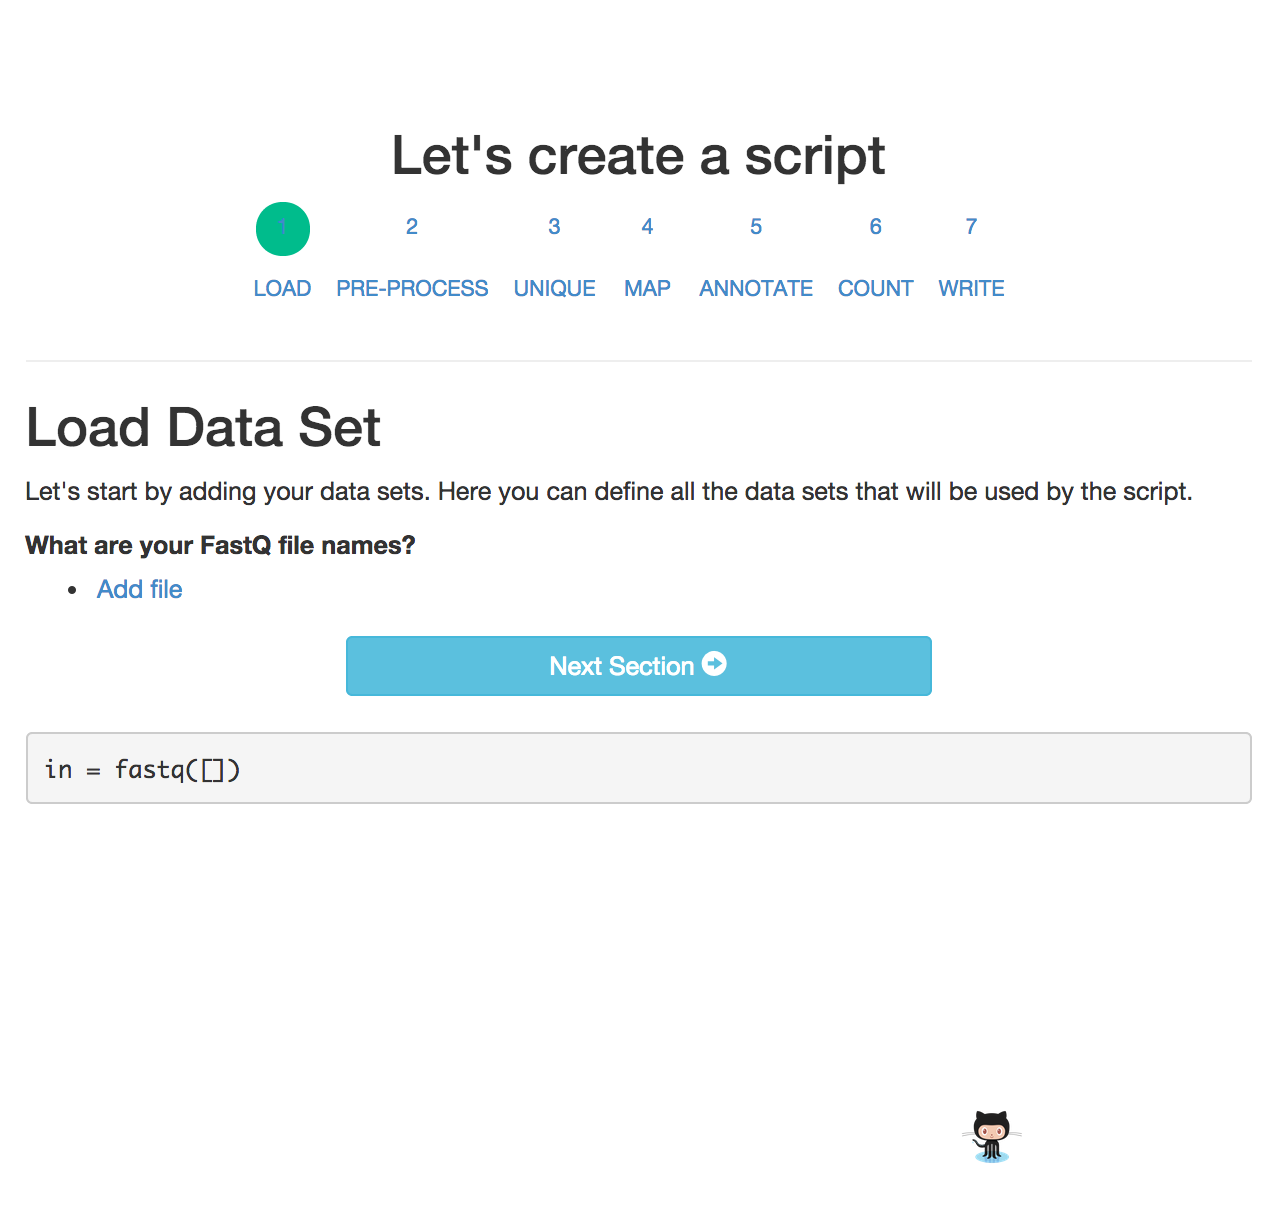 Let's create a script
1 2 3 4 5 6 7
LOAD PRE-PROCESS UNIQUE MAP ANNOTATE COUNT WRITE
Load Data Set
Let's start by adding your data sets. Here you can define all the data sets that will be used by the script.
What are your FastQ file names?
• Add file
Next Section
in = fastq([])